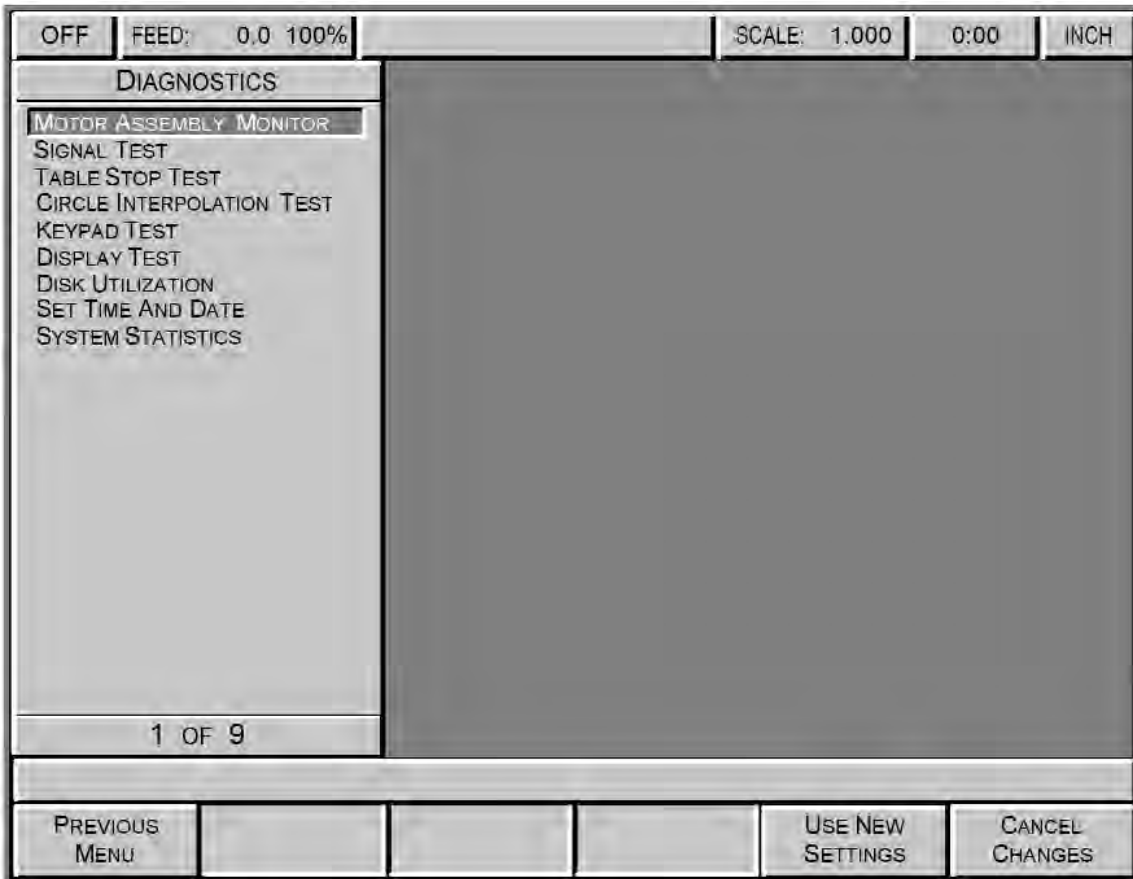 OFF FEED: 0.0 100% SCALE: 1.000 0:00 INCH
DIAGNOSTICS
MOTOR ASSEMBLY MONITOR
SIGNAL TEST
TABLE STOP TEST
CIRCLE INTERPOLATION TEST
KEYPAD TEST
DISPLAY TEST
DISK UTILIZATION
SET TIME AND DATE
SYSTEM STATISTICS
1 OF 9
PREVIOUS
MENU
USE NEW
SETTINGS
CANCEL
CHANGES